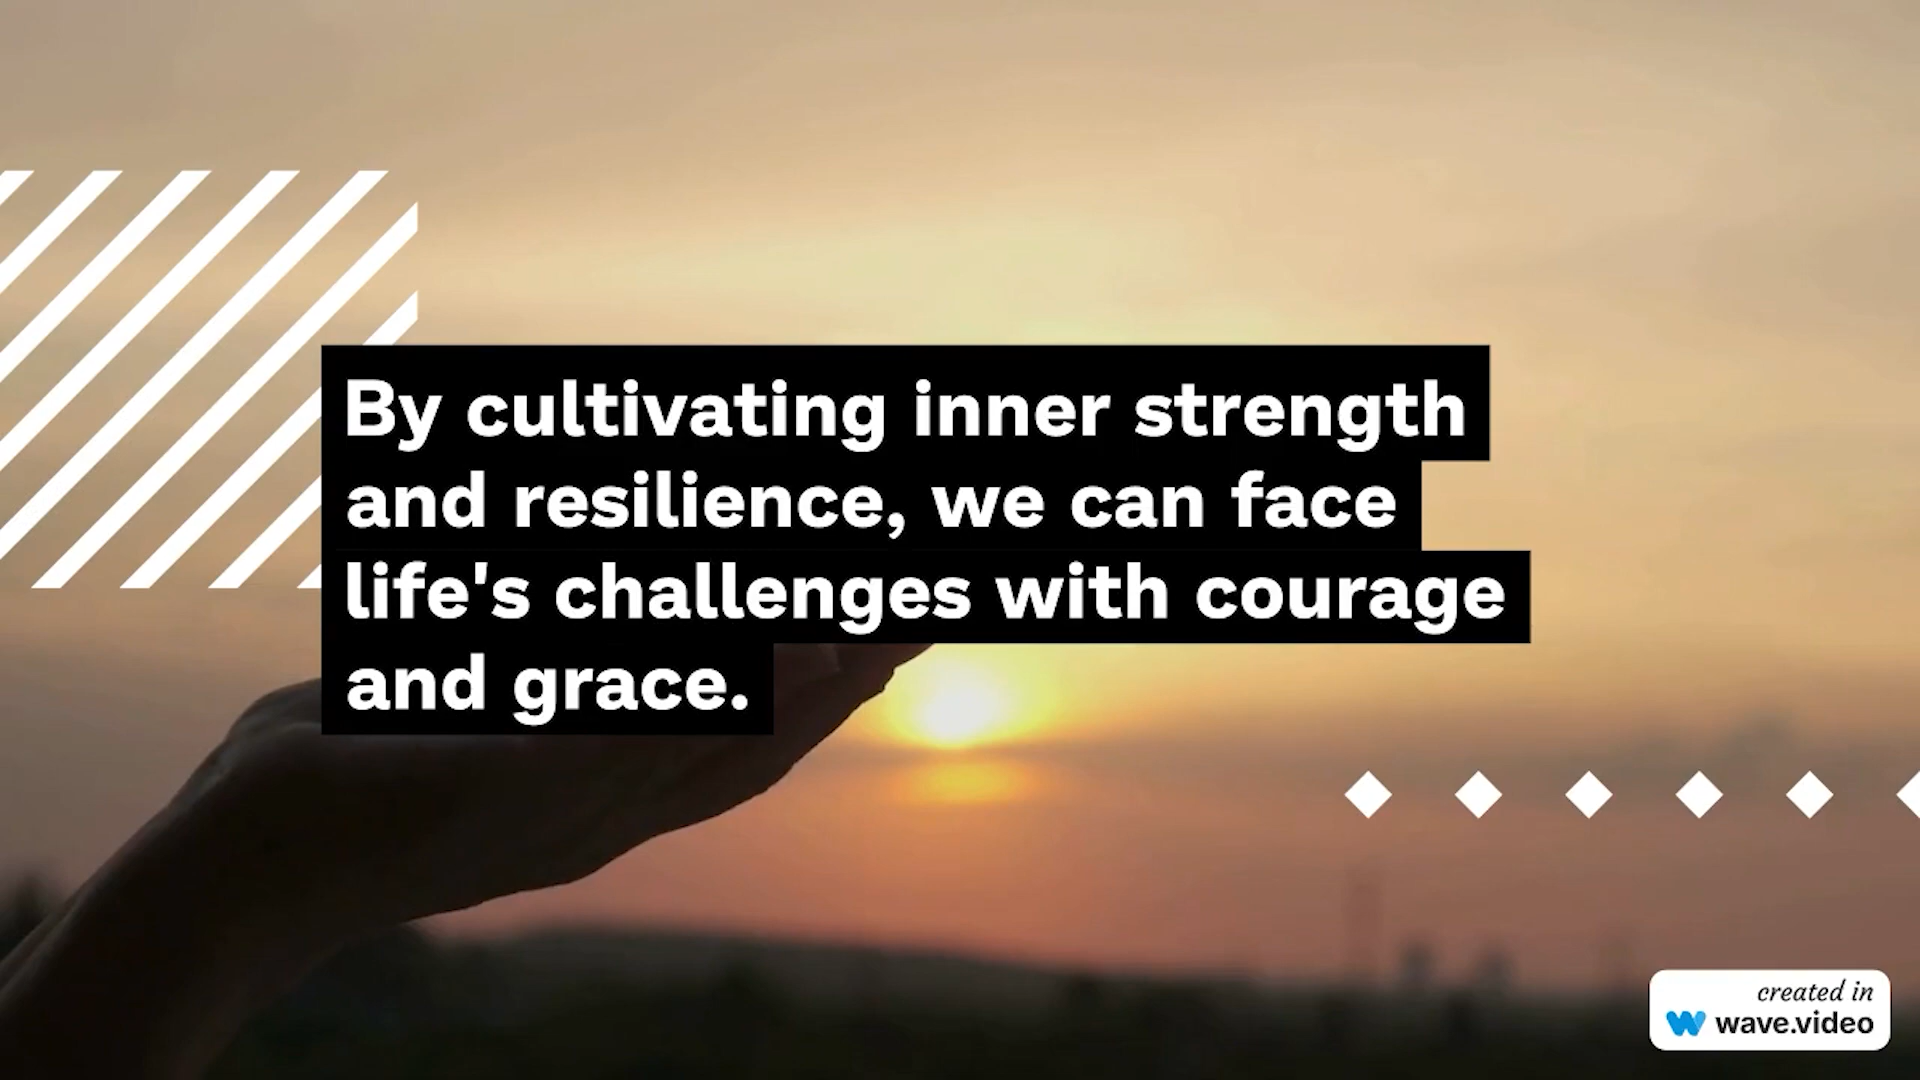 By cultivating inner strength
and resilience, we can face
life's challenges with courage
and grace.
created in
wave.video